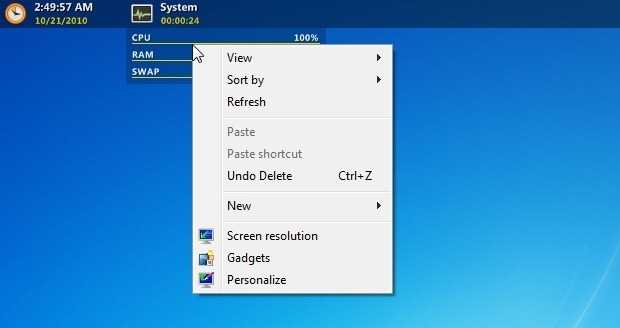 2:49:57 AM
10/21/2010
System
00:00:24
CPU 100%
RAM
SWAP
View
Sort by
Refresh
Paste
Paste shortcut
Undo Delete Ctrl+Z
New
Screen resolution
Gadgets
Personalize